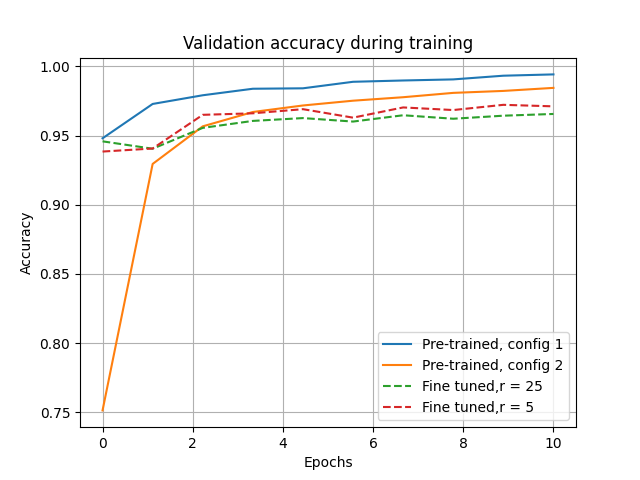 Validation accuracy during training
1.00
0.95
0.90
0.85
0.80
0.75
Accuracy
Pre-trained, config 1
Pre-trained, config 2
Fine tuned,r = 25
Fine tuned,r = 5
0 2 4 6 8 10
Epochs